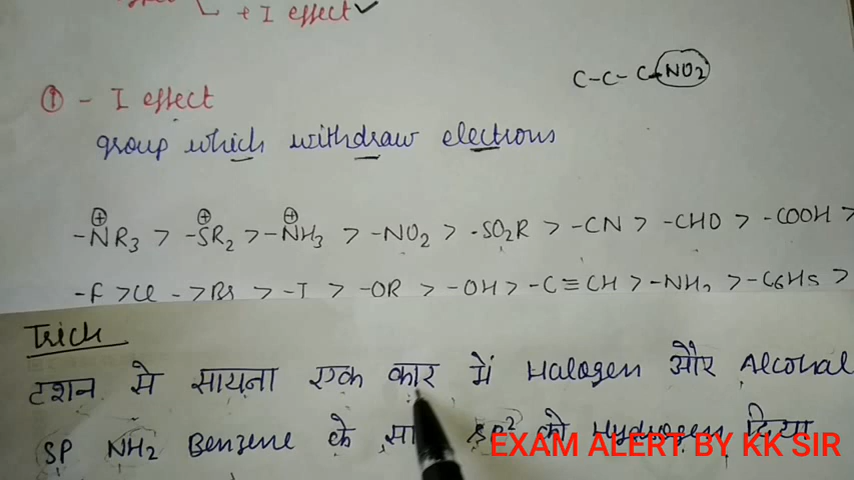 + I effect ✓
C-C-C-NO₂
① - I effect
group which withdraw electrons
-N⁺R₃ > -S⁺R₂ > -N⁺H₃ > -NO₂ > -SO₂R > -CN > -CHO > -COOH >
-F > Cl -> Br > -I > -OR > -OH > -C≡CH > -NH₂ > -C6H5 >
Trick
टशन से सायना एक कार में Halogen और Alcohal
SP NH₂ Benzene के SP² को Hydrogen दिया
EXAM ALERT BY KK SIR